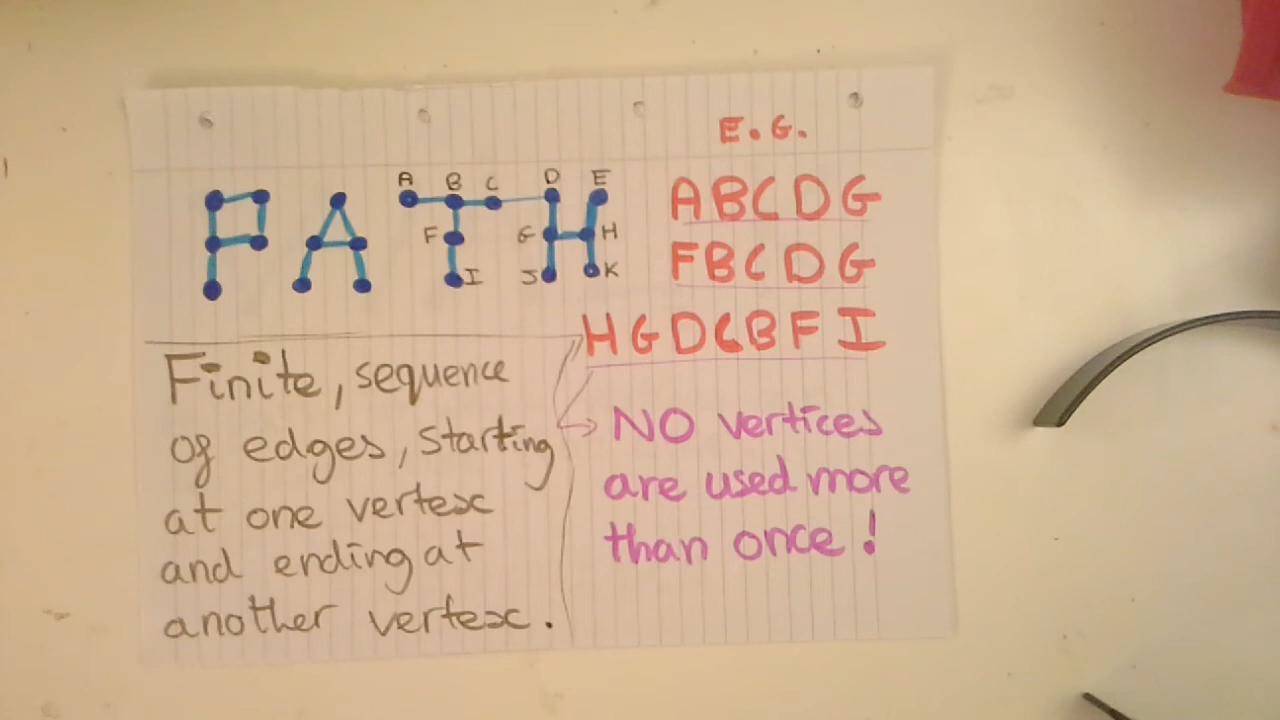 E.G.
PATH
A B C D E
F G H
I J K
ABCDG
FBCDG
HGDCBFI
Finite, sequence
of edges, starting
at one vertex
and ending at
another vertex.
NO vertices
are used more
than once!